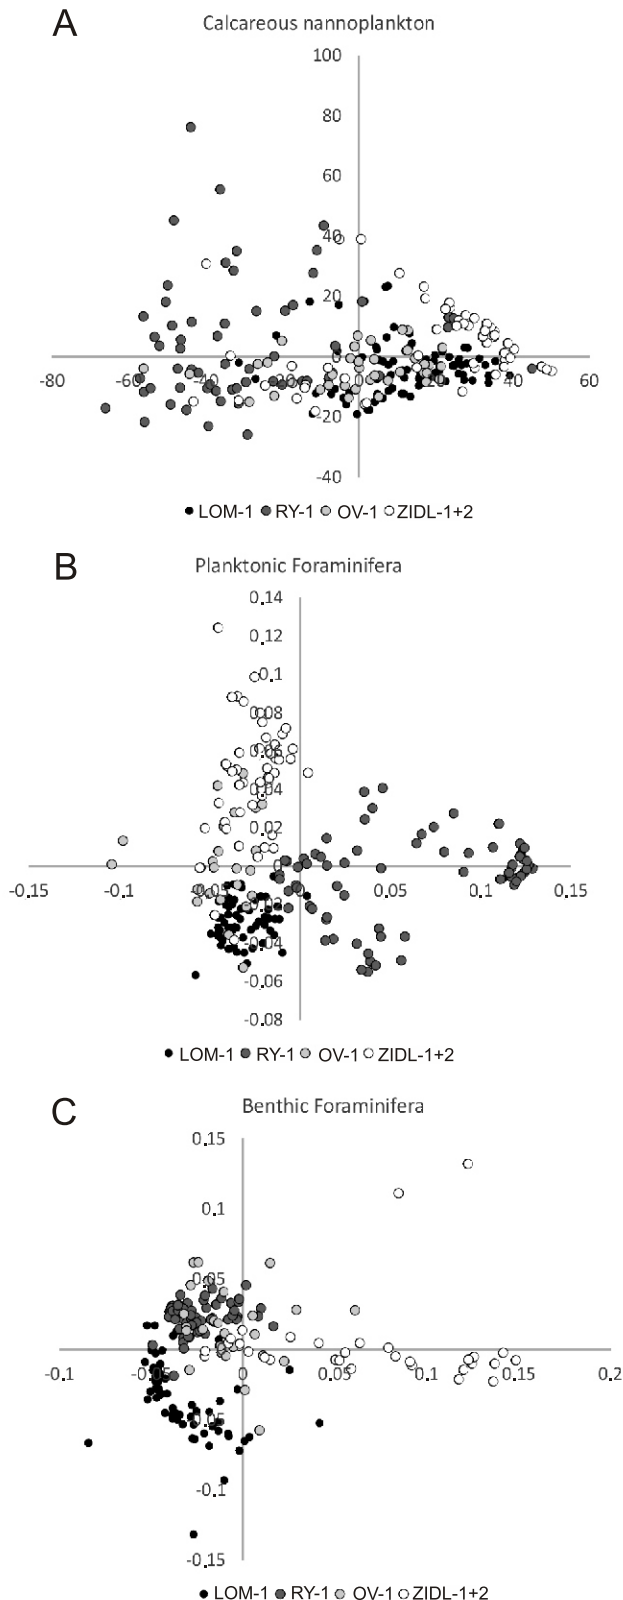 A
Calcareous nannoplankton
100
80
60
40
20
0
-80 -60 -40 -20 0 20 40 60
-20
-40
LOM-1 RY-1 OV-1 ZIDL-1+2
B
Planktonic Foraminifera
0.14
0.12
0.1
0.08
0.06
0.04
0.02
0
-0.15 -0.1 -0.05 0 0.05 0.1 0.15
-0.02
-0.04
-0.06
-0.08
LOM-1 RY-1 OV-1 ZIDL-1+2
C
Benthic Foraminifera
0.15
0.1
0.05
0
-0.1 -0.05 0 0.05 0.1 0.15 0.2
-0.05
-0.1
-0.15
LOM-1 RY-1 OV-1 ZIDL-1+2